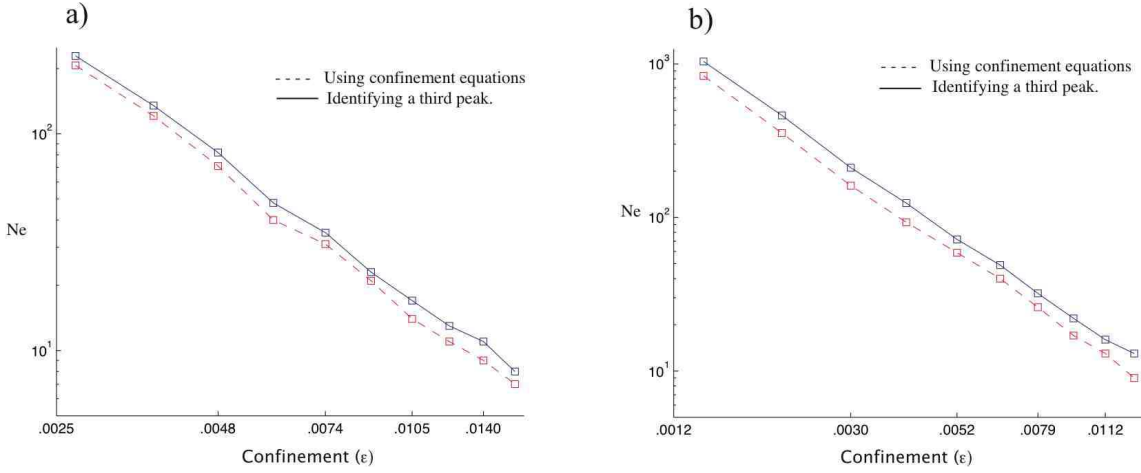 a)
Using confinement equations
Identifying a third peak.
10²
Ne
10¹
.0025 .0048 .0074 .0105 .0140
Confinement (ε)
b)
10³
Using confinement equations
Identifying a third peak.
10²
Ne
10¹
.0012 .0030 .0052 .0079 .0112
Confinement (ε)